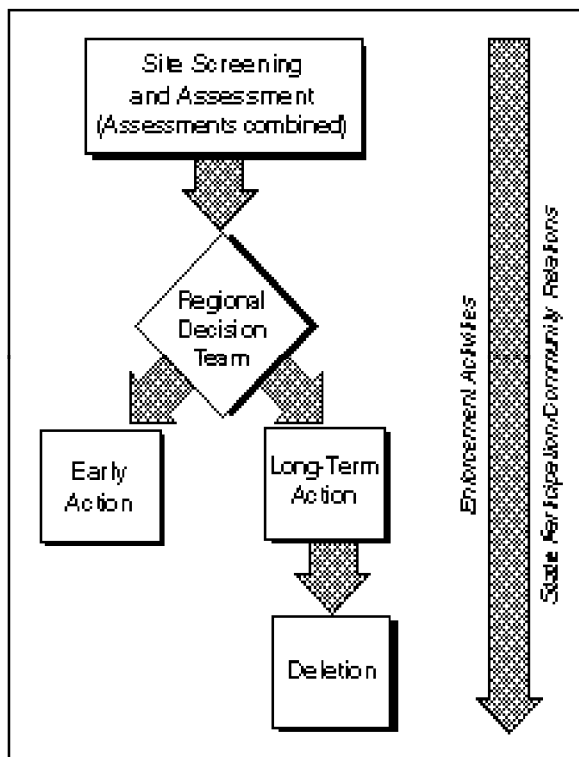 Site Screening
and Assessment
(Assessments combined)
Regional
Decision
Team
Early
Action
Long-Term
Action
Deletion
Enforcement Activities
State Participation/Community Relations